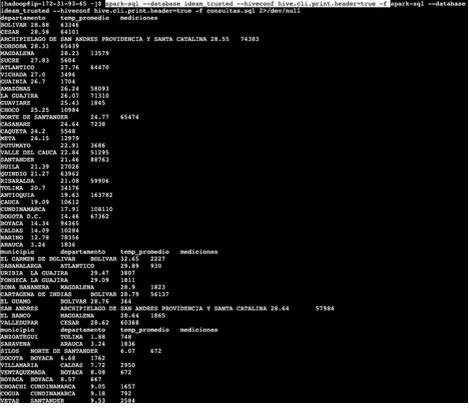 [hadoop@ip-172-31-93-65 ~]$ spark-sql --database ideam_trusted --hiveconf hive.cli.print.header=true -f spark-sql --database
ideam_trusted --hiveconf hive.cli.print.header=true -f consultas.sql 2>/dev/null
departamento temp_promedio mediciones
BOLIVAR 28.68 63346
CESAR 28.58 64101
ARCHIPELAGO DE SAN ANDRES PROVIDENCIA Y SANTA CATALINA 28.55 74383
CORDOBA 28.31 65439
MAGDALENA 28.23 13579
SUCRE 27.83 5604
ATLANTICO 27.76 64470
VICHADA 27.0 3496
GUAINIA 26.7 1704
AMAZONAS 26.24 58093
LA GUAJIRA 26.07 71310
GUAVIARE 25.43 1845
CHOCO 25.25 10984
NORTE DE SANTANDER 24.77 65474
CASANARE 24.64 7238
CAQUETA 24.2 5548
META 24.15 12979
PUTUMAYO 22.91 3686
VALLE DEL CAUCA 22.84 51295
SANTANDER 21.46 88763
HUILA 21.39 27026
QUINDIO 21.27 63962
RISARALDA 21.08 59906
TOLIMA 20.7 34176
ANTIOQUIA 19.63 163782
CAUCA 19.09 10612
CUNDINAMARCA 17.91 108110
BOGOTA D.C. 14.46 67362
BOYACA 14.34 94365
CALDAS 14.09 10284
NARINO 12.78 78356
ARAUCA 3.24 1836
municipio departamento temp_promedio mediciones
EL CARMEN DE BOLIVAR BOLIVAR 32.65 2227
SABANALARGA ATLANTICO 29.89 930
URIBIA LA GUAJIRA 29.47 3807
FONSECA LA GUAJIRA 29.09 1811
ZONA BANANERA MAGDALENA 28.9 1823
CARTAGENA DE INDIAS BOLIVAR 28.79 56137
EL GUAMO BOLIVAR 28.76 364
SAN ANDRES ARCHIPELAGO DE SAN ANDRES PROVIDENCIA Y SANTA CATALINA 28.64 57984
EL BANCO MAGDALENA 28.64 1865
VALLEDUPAR CESAR 28.62 60368
municipio departamento temp_promedio mediciones
ANZOATEGUI TOLIMA 1.88 748
SARAVENA ARAUCA 3.24 1836
SILOS NORTE DE SANTANDER 6.07 672
SOCOTA BOYACA 6.68 1762
VILLAMARIA CALDAS 7.72 2950
VENTAQUEMADA BOYACA 8.08 672
BOYACA BOYACA 8.57 667
CHOACHI CUNDINAMARCA 9.05 1657
COGUA CUNDINAMARCA 9.18 792
VETAS SANTANDER 9.53 2584